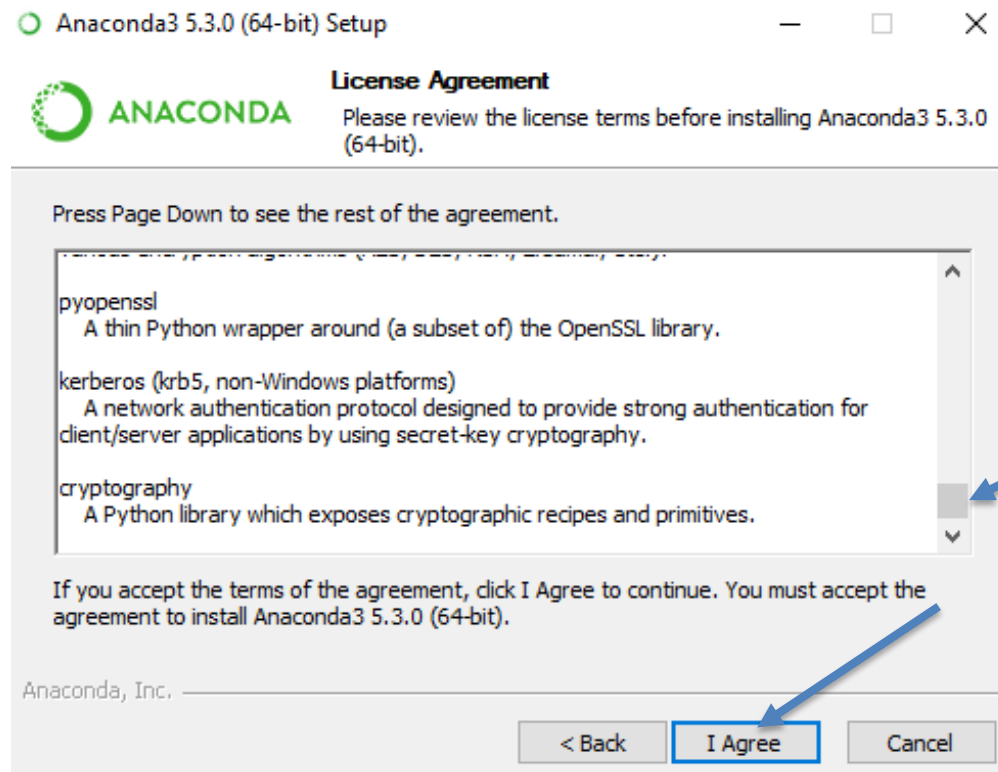 Anaconda3 5.3.0 (64-bit) Setup
ANACONDA
License Agreement
Please review the license terms before installing Anaconda3 5.3.0
(64-bit).
Press Page Down to see the rest of the agreement.
pyopenssl
A thin Python wrapper around (a subset of) the OpenSSL library.
kerberos (krb5, non-Windows platforms)
A network authentication protocol designed to provide strong authentication for
client/server applications by using secret-key cryptography.
cryptography
A Python library which exposes cryptographic recipes and primitives.
If you accept the terms of the agreement, click I Agree to continue. You must accept the
agreement to install Anaconda3 5.3.0 (64-bit).
Anaconda, Inc.
< Back
I Agree
Cancel